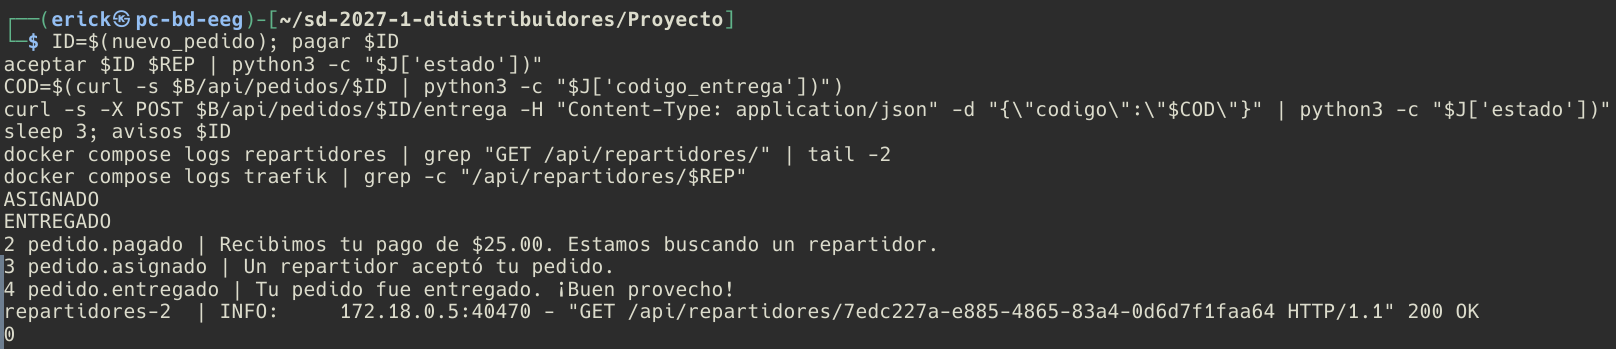 ┌──(erick㉿pc-bd-eeg)-[~/sd-2027-1-didistribuidores/Proyecto]
└─$ ID=$(nuevo_pedido); pagar $ID
aceptar $ID $REP | python3 -c "$J['estado'])"
COD=$(curl -s $B/api/pedidos/$ID | python3 -c "$J['codigo_entrega'])")
curl -s -X POST $B/api/pedidos/$ID/entrega -H "Content-Type: application/json" -d "{\"codigo\":\"$COD\"}" | python3 -c "$J['estado'])"
sleep 3; avisos $ID
docker compose logs repartidores | grep "GET /api/repartidores/" | tail -2
docker compose logs traefik | grep -c "/api/repartidores/$REP"
ASIGNADO
ENTREGADO
2 pedido.pagado | Recibimos tu pago de $25.00. Estamos buscando un repartidor.
3 pedido.asignado | Un repartidor aceptó tu pedido.
4 pedido.entregado | Tu pedido fue entregado. ¡Buen provecho!
repartidores-2  | INFO:     172.18.0.5:40470 - "GET /api/repartidores/7edc227a-e885-4865-83a4-0d6d7f1faa64 HTTP/1.1" 200 OK
0